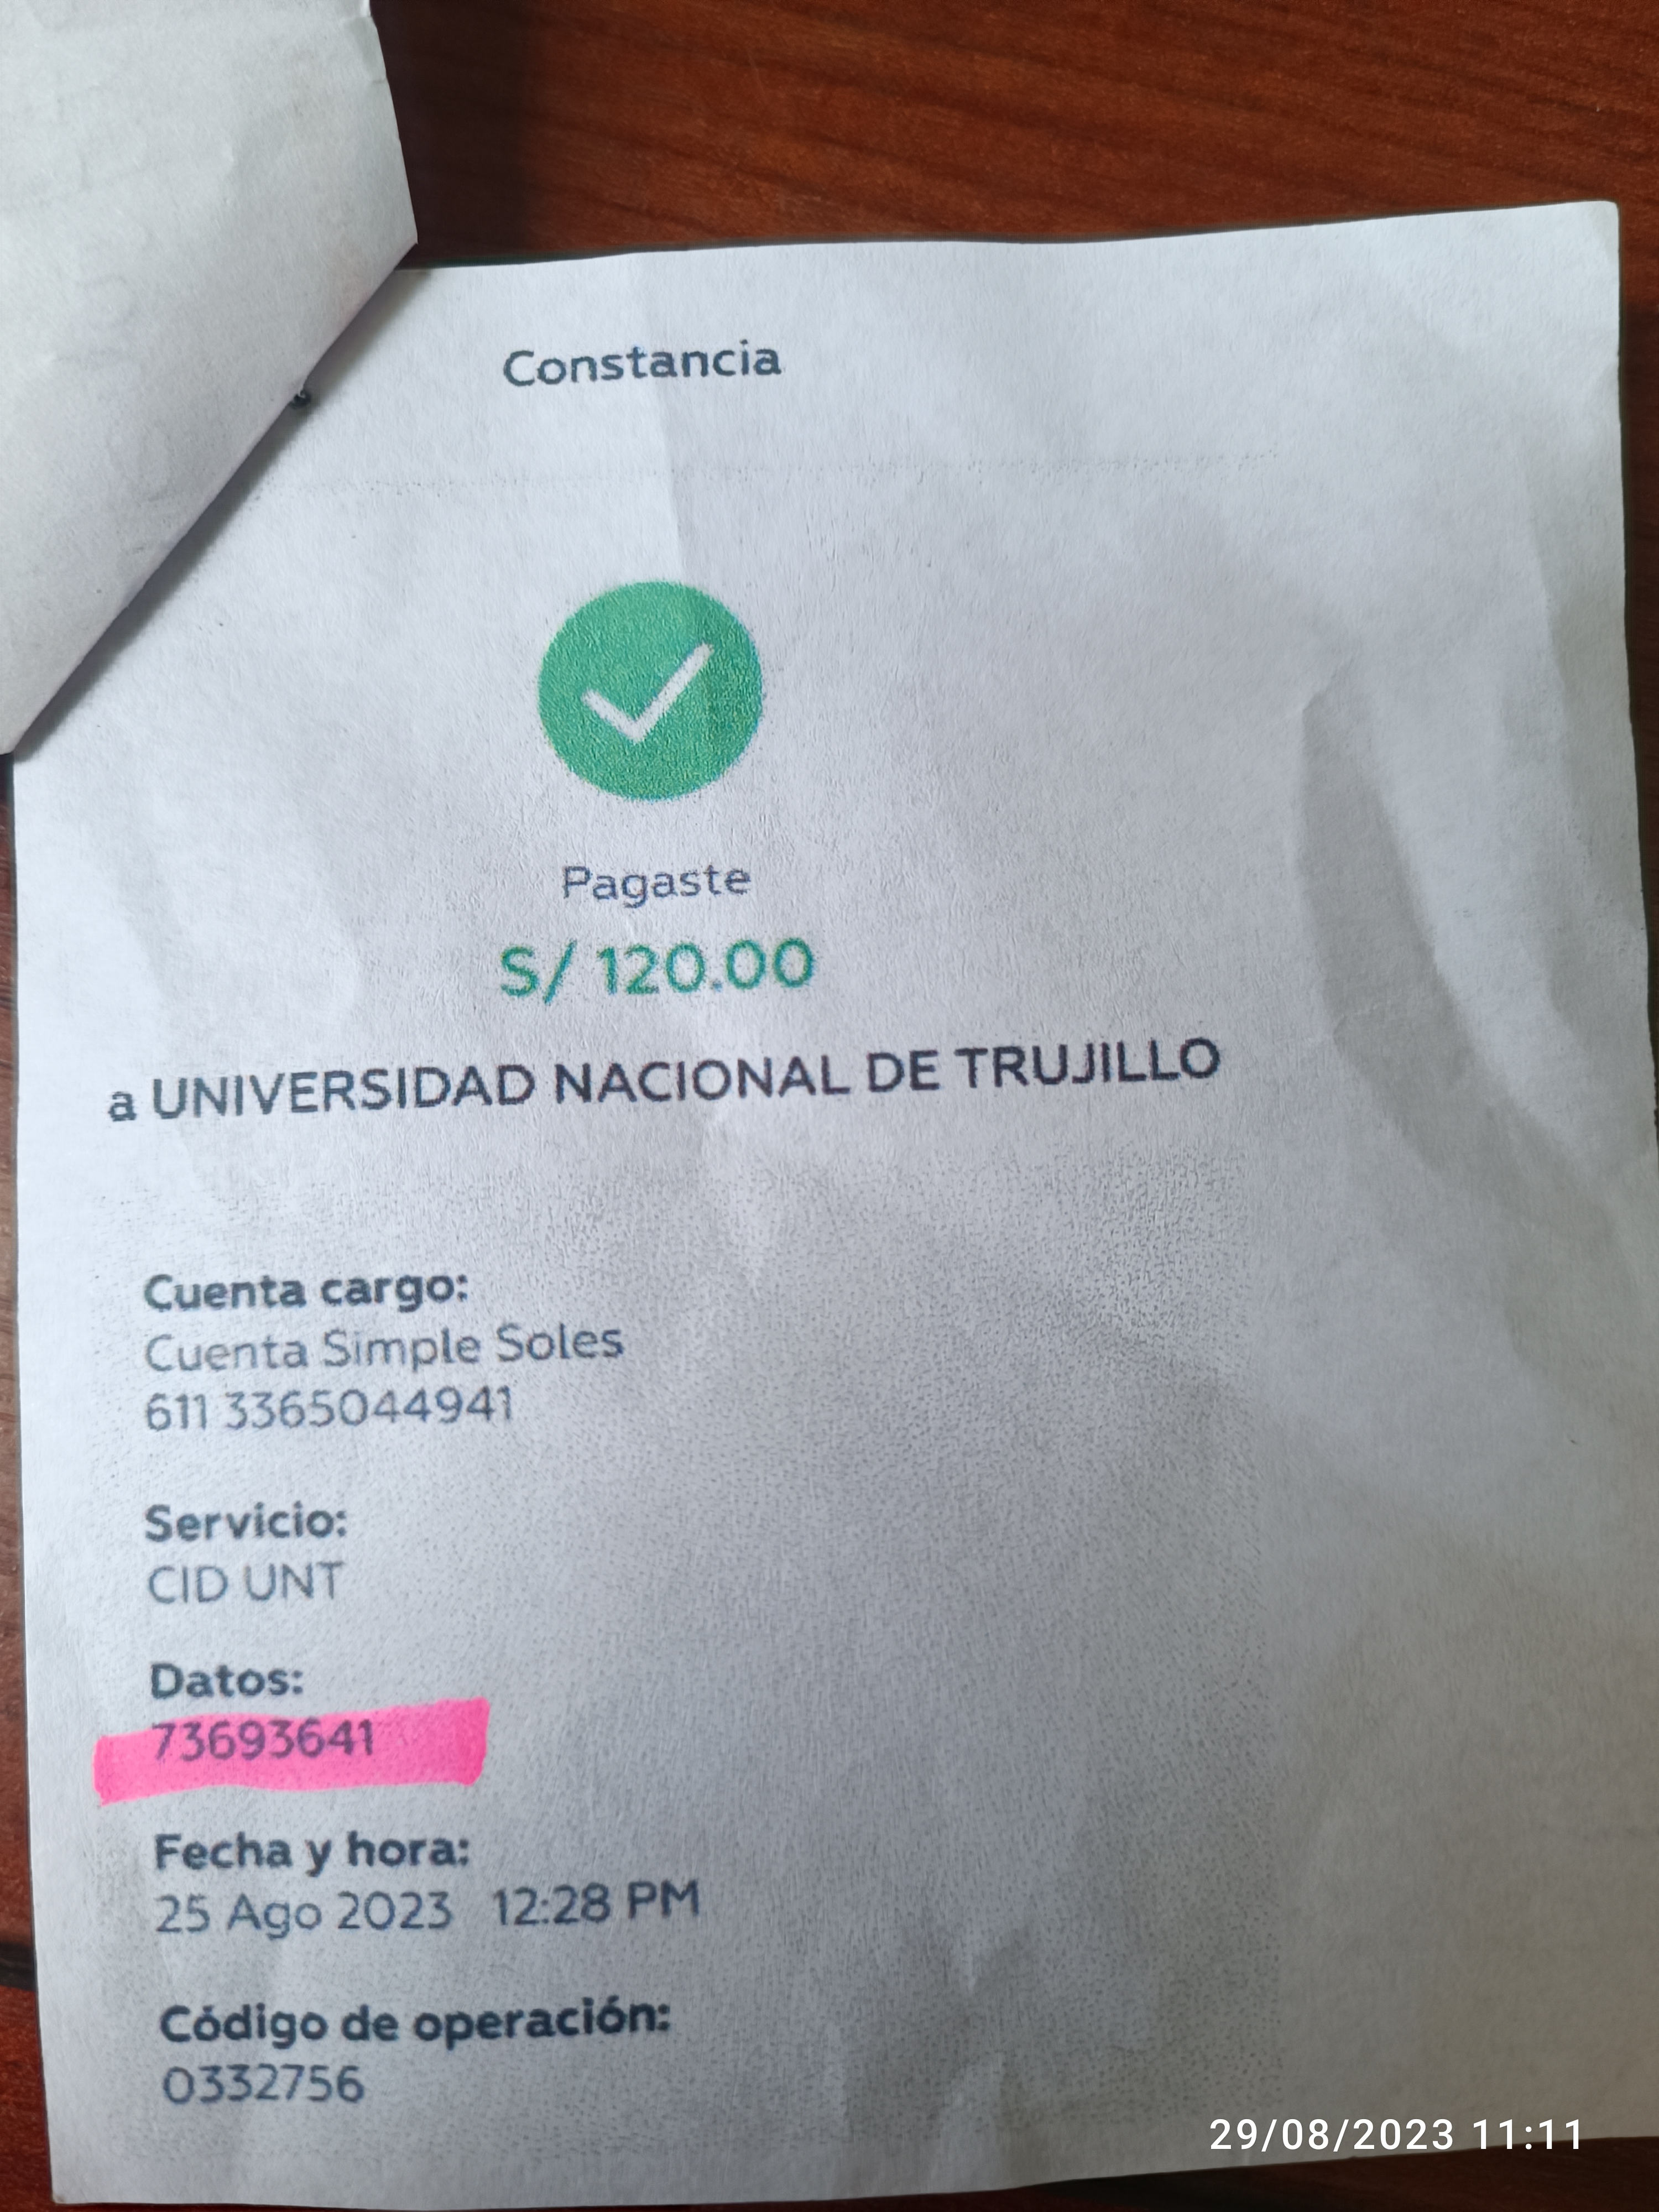 Constancia
Pagaste
S/ 120.00
a UNIVERSIDAD NACIONAL DE TRUJILLO
Cuenta cargo:
Cuenta Simple Soles
611 3365044941
Servicio:
CID UNT
Datos:
73693641
Fecha y hora:
25 Ago 2023 12:28 PM
Código de operación:
0332756
29/08/2023 11:11